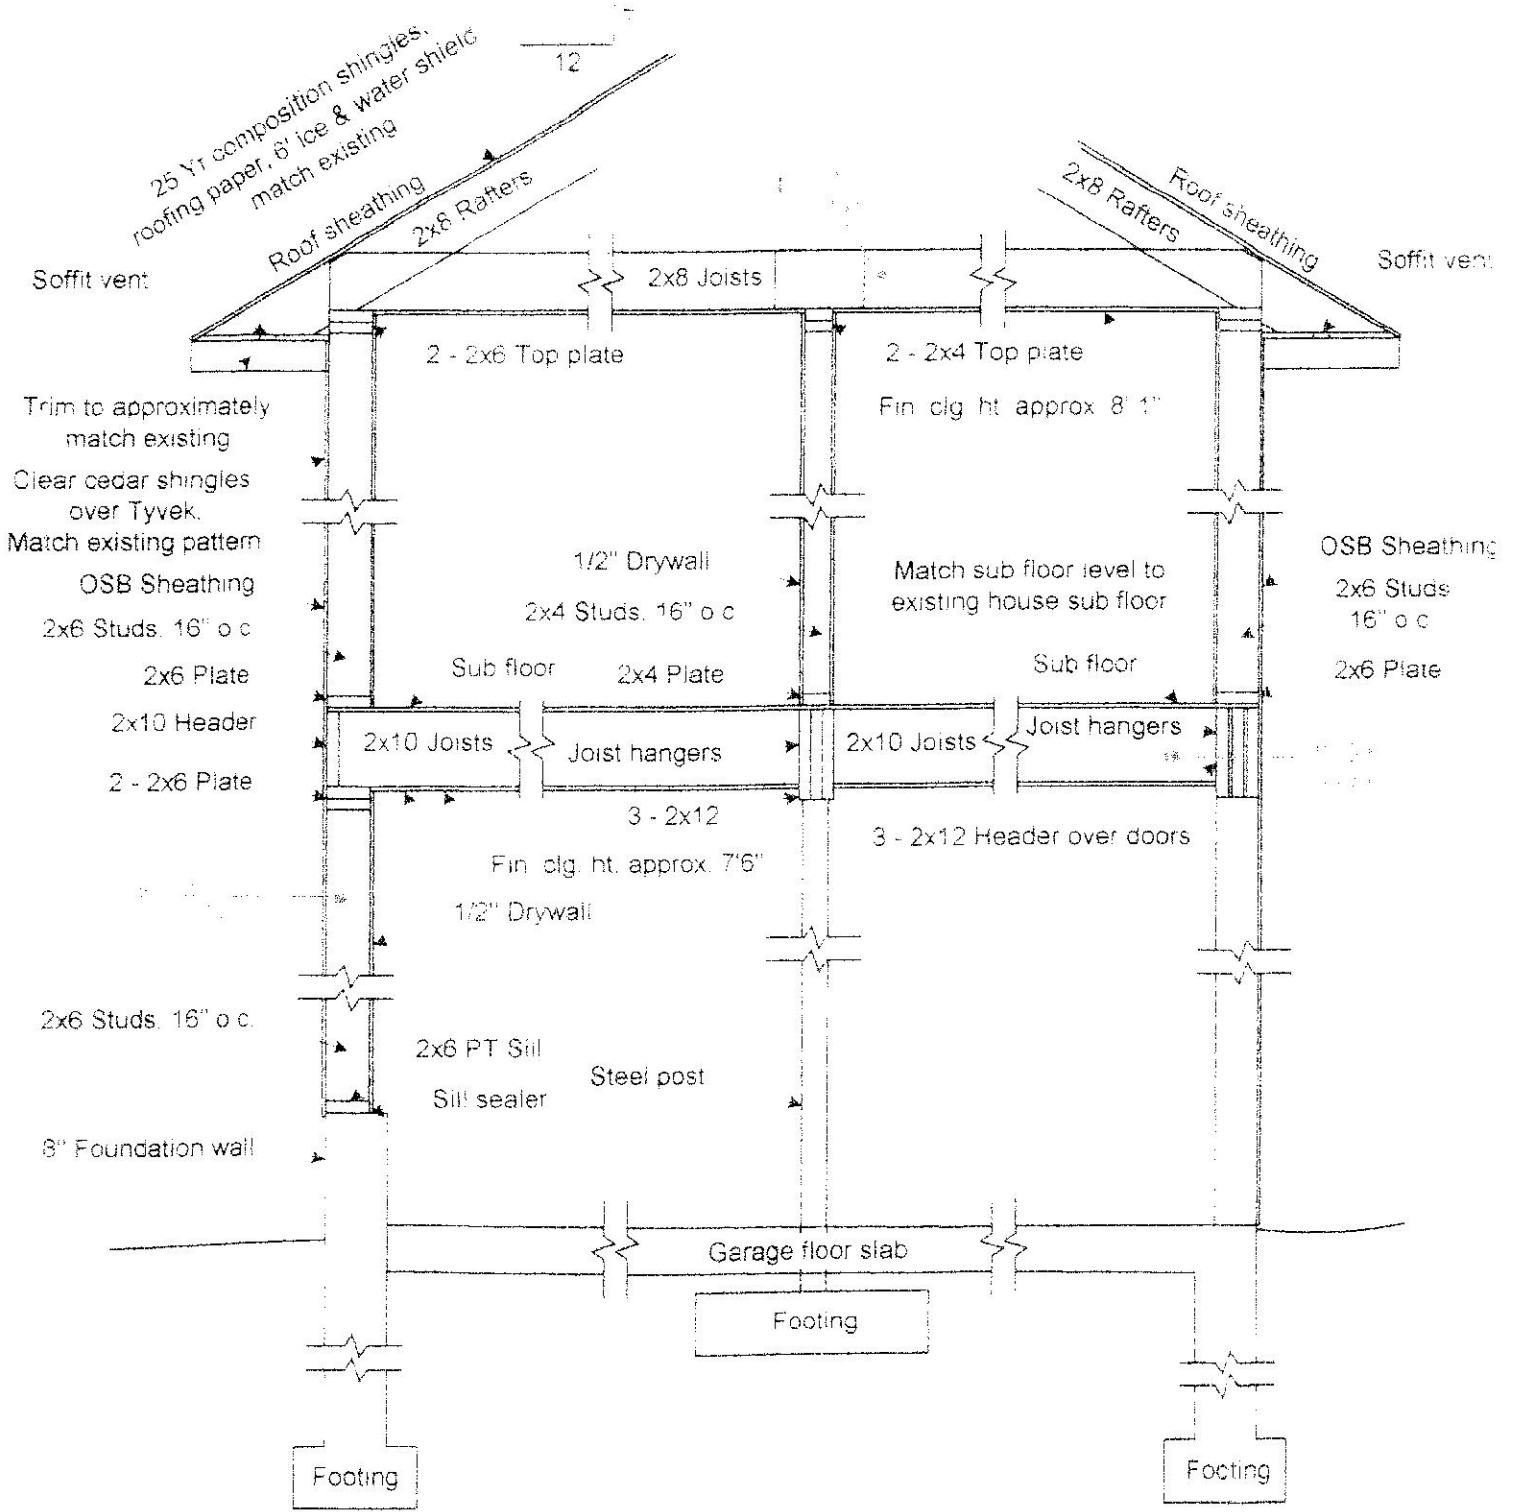 12
25 Yr composition shingles,
roofing paper, 6' ice & water shield
match existing
Roof sheathing
2x8 Rafters
Roof sheathing
2x8 Rafters
Soffit vent
2x8 Joists
Soffit vent
2 - 2x6 Top plate
2 - 2x4 Top plate
Trim to approximately
match existing
Fin clg ht approx 8' 1"
Clear cedar shingles
over Tyvek.
Match existing pattern
OSB Sheathing
2x6 Studs. 16" o c
2x6 Plate
2x10 Header
2 - 2x6 Plate
1/2" Drywall
2x4 Studs. 16" o c
Sub floor
2x4 Plate
Match sub floor level to
existing house sub floor
Sub floor
OSB Sheathing
2x6 Studs
16" o c
2x6 Plate
2x10 Joists
Joist hangers
2x10 Joists
Joist hangers
3 - 2x12
3 - 2x12 Header over doors
Fin clg. ht. approx. 7'6"
1/2" Drywall
2x6 Studs. 16" o c.
2x6 PT Sill
Sill sealer
Steel post
8" Foundation wall
Garage floor slab
Footing
Footing
Footing